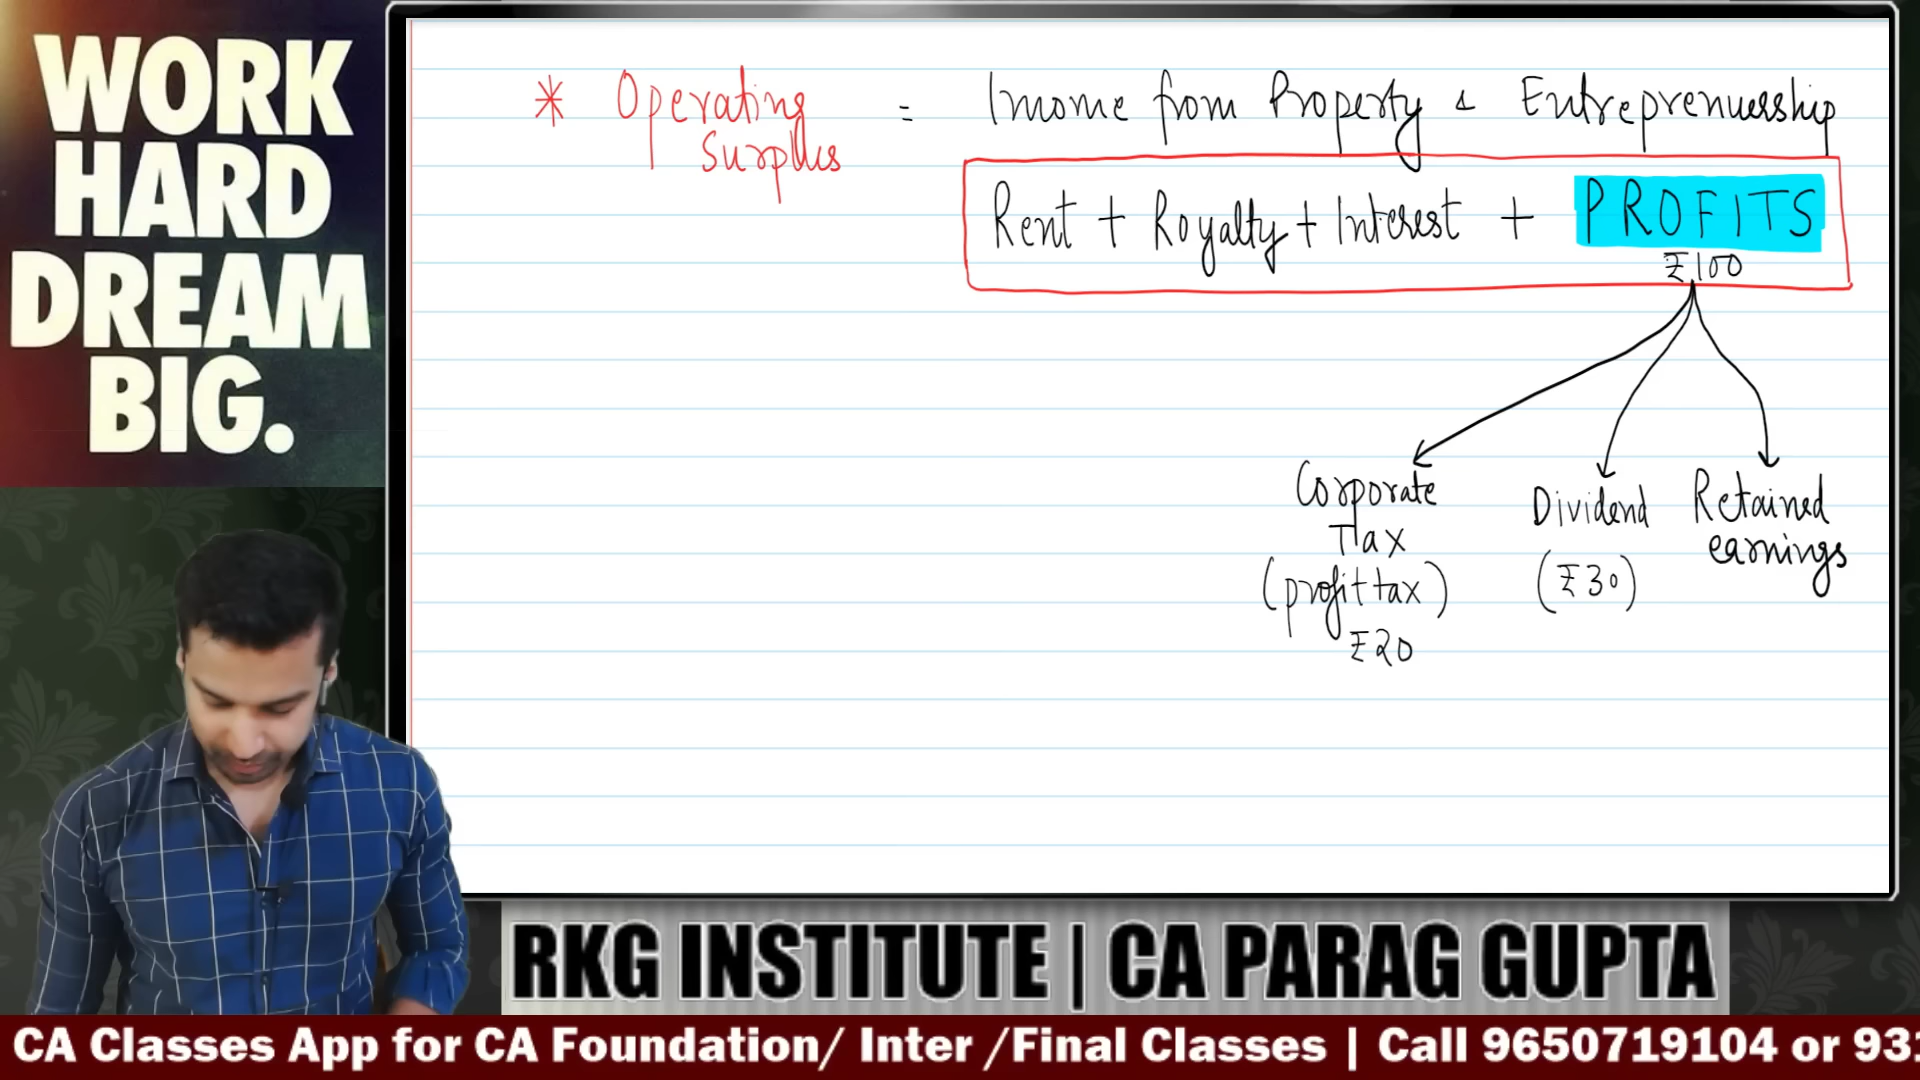 WORK
HARD
DREAM
BIG.
* Operating = Income from Property & Entreprenuership
Surplus
Rent + Royalty + Interest + PROFITS
₹100
Corporate Dividend Retained
Tax earnings
(profit tax) (₹30)
₹20
RKG INSTITUTE | CA PARAG GUPTA
CA Classes App for CA Foundation/ Inter /Final Classes | Call 9650719104 or 931